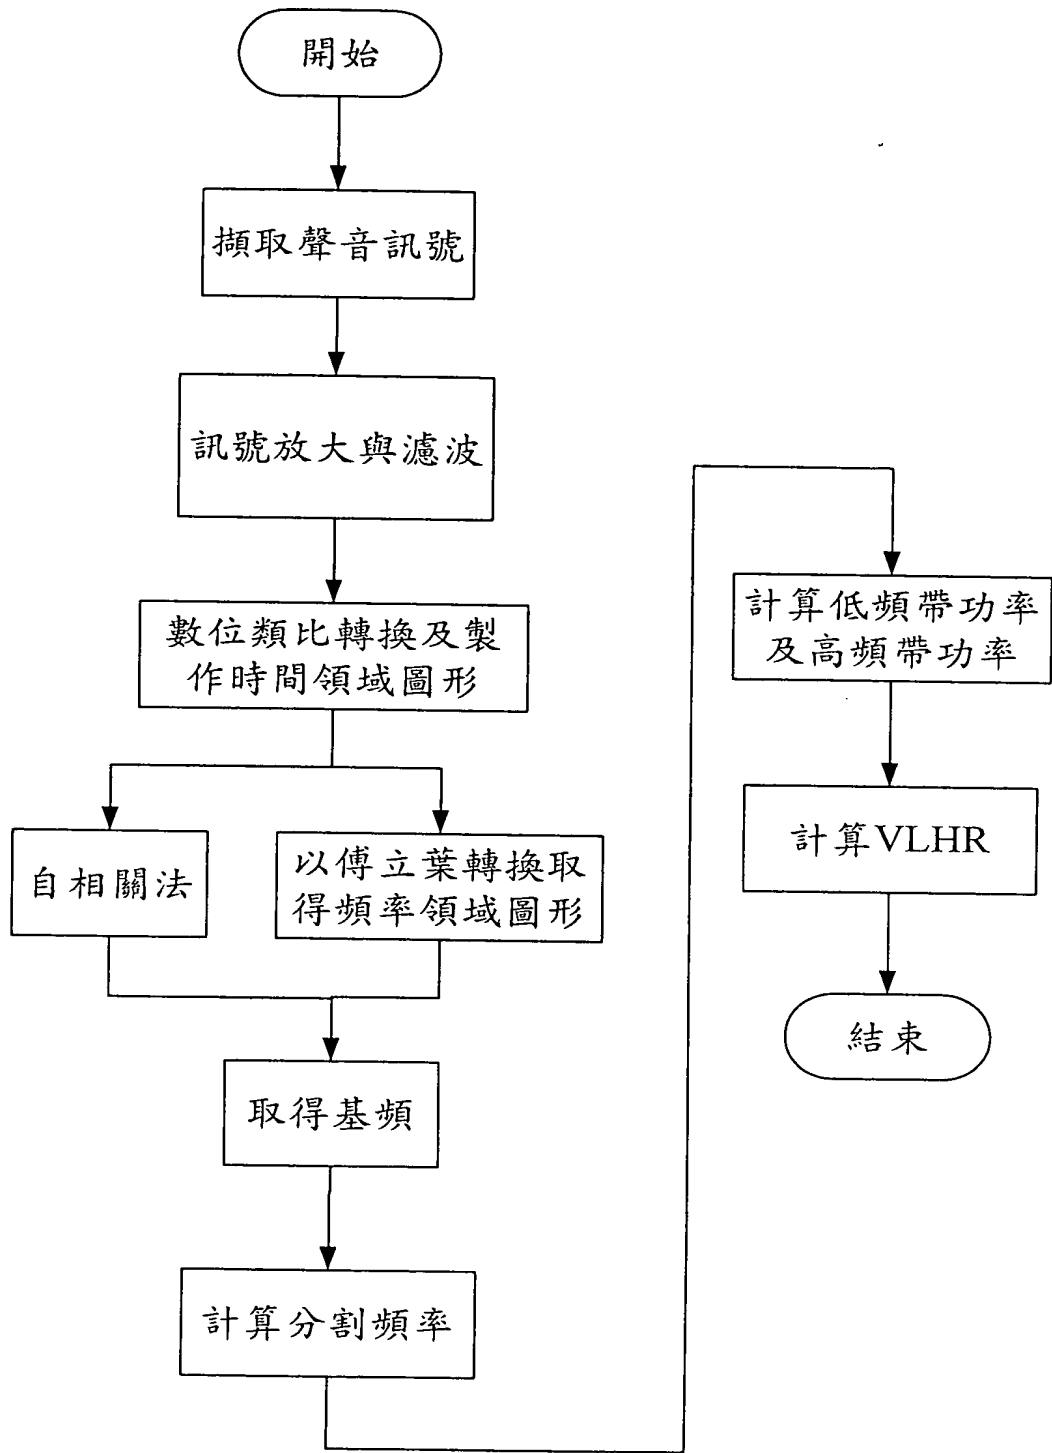 開始
擷取聲音訊號
訊號放大與濾波
數位類比轉換及製
作時間領域圖形
自相關法
以傅立葉轉換取
得頻率領域圖形
取得基頻
計算分割頻率
計算低頻帶功率
及高頻帶功率
計算VLHR
結束